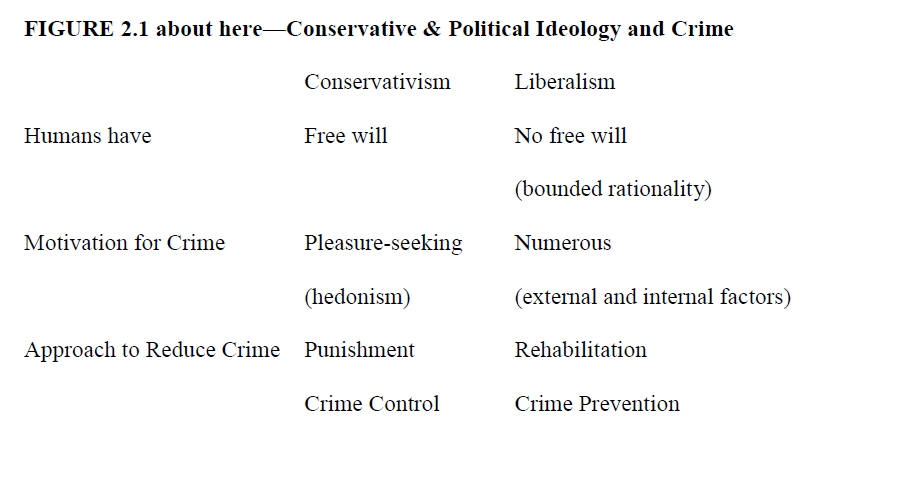 FIGURE 2.1 about here—Conservative & Political Ideology and Crime
Conservativism Liberalism
Humans have Free will No free will
(bounded rationality)
Motivation for Crime Pleasure-seeking Numerous
(hedonism) (external and internal factors)
Approach to Reduce Crime Punishment Rehabilitation
Crime Control Crime Prevention